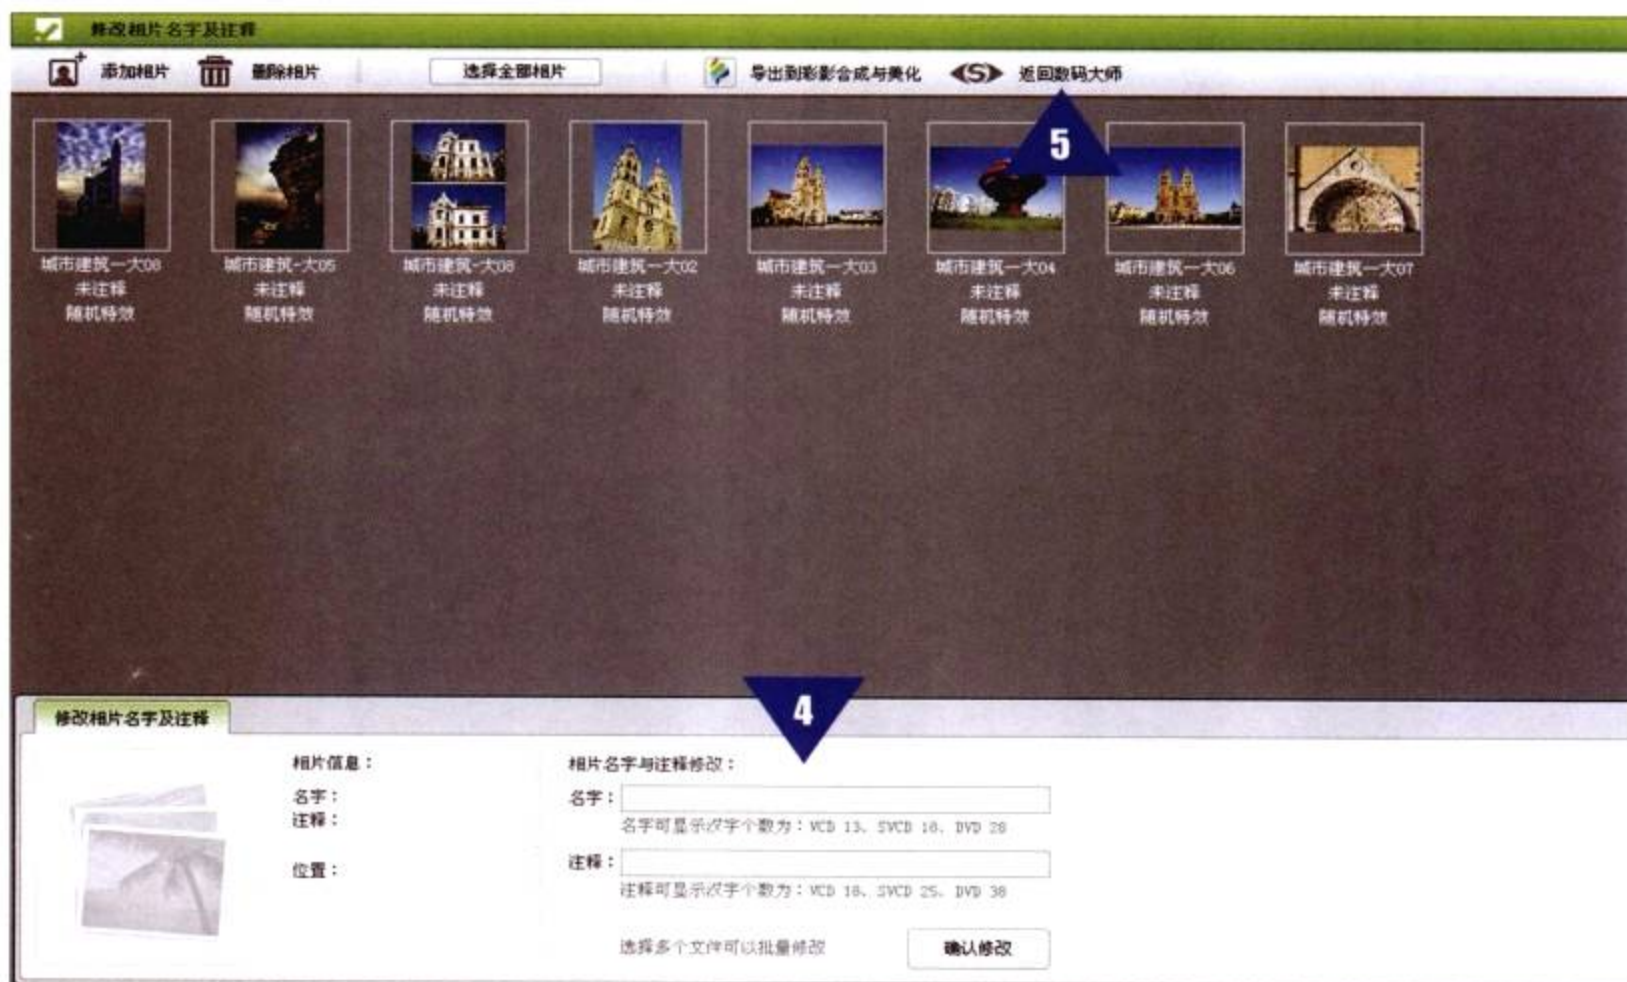 修改相片名字及注释
添加相片 删除相片 选择全部相片 导出到彩影合成与美化 返回数码大师
5
城市建筑一大08 城市建筑-大05 城市建筑-大08 城市建筑一大02 城市建筑一大03 城市建筑一大04 城市建筑一大06 城市建筑一大07
未注释 未注释 未注释 未注释 未注释 未注释 未注释 未注释
随机特效 随机特效 随机特效 随机特效 随机特效 随机特效 随机特效 随机特效
4
修改相片名字及注释
相片信息：
名字：
注释：
位置：
相片名字与注释修改：
名字：
名字可显示汉字个数为：VCD 13、SVCD 18、DVD 28
注释：
注释可显示汉字个数为：VCD 18、SVCD 25、DVD 38
选择多个文件可以批量修改 确认修改